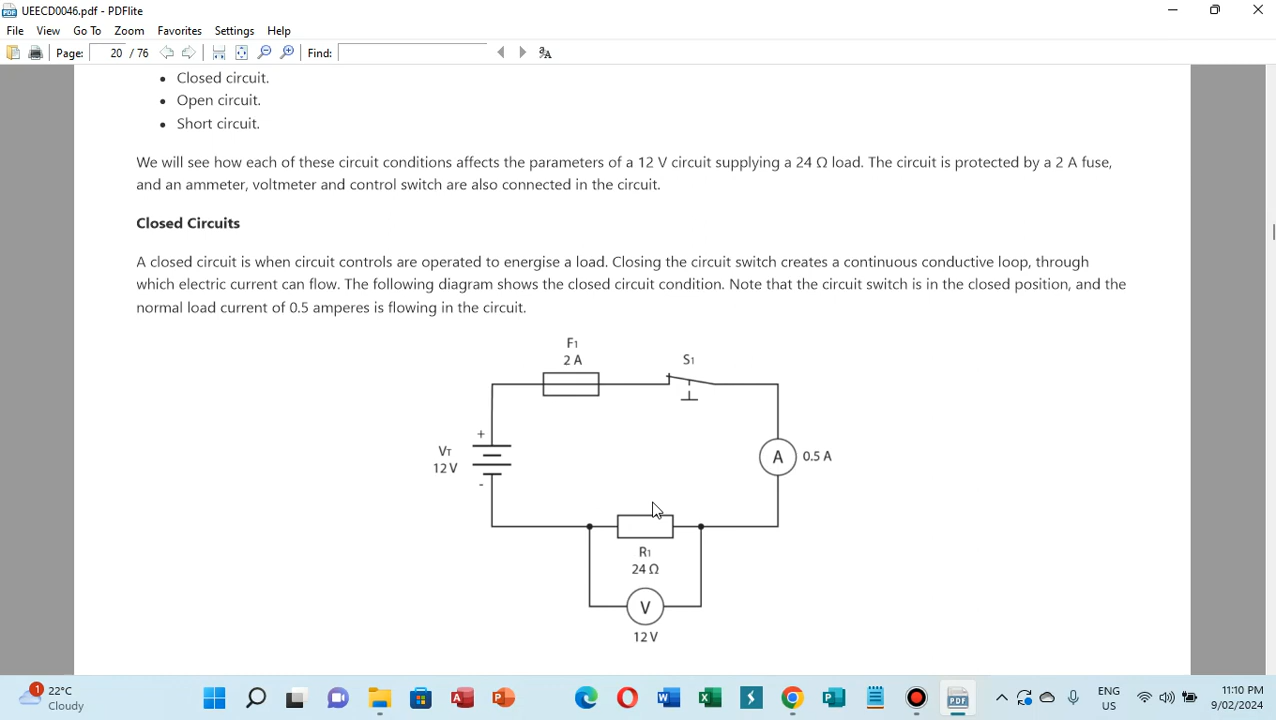 UEECD0046.pdf - PDFlite
File View Go To Zoom Favorites Settings Help
Page: 20 / 76 Find:
• Closed circuit.
• Open circuit.
• Short circuit.
We will see how each of these circuit conditions affects the parameters of a 12 V circuit supplying a 24 Ω load. The circuit is protected by a 2 A fuse,
and an ammeter, voltmeter and control switch are also connected in the circuit.
Closed Circuits
A closed circuit is when circuit controls are operated to energise a load. Closing the circuit switch creates a continuous conductive loop, through
which electric current can flow. The following diagram shows the closed circuit condition. Note that the circuit switch is in the closed position, and the
normal load current of 0.5 amperes is flowing in the circuit.
F1
2 A
S1
+
VT
12 V
-
A 0.5 A
R1
24 Ω
V
12 V
1
22°C
Cloudy
A P W X P PDF
ENG
US
11:10 PM
9/02/2024